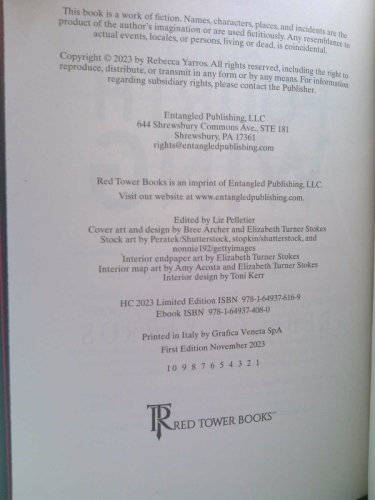 This book is a work of fiction. Names, characters, places, and incidents are the
product of the author's imagination or are used fictitiously. Any resemblance to
actual events, locales, or persons, living or dead, is coincidental.
Copyright © 2023 by Rebecca Yarros. All rights reserved, including the right to
reproduce, distribute, or transmit in any form or by any means. For information
regarding subsidiary rights, please contact the Publisher.
Entangled Publishing, LLC
644 Shrewsbury Commons Ave., STE 181
Shrewsbury, PA 17361
rights@entangledpublishing.com
Red Tower Books is an imprint of Entangled Publishing, LLC.
Visit our website at www.entangledpublishing.com.
Edited by Liz Pelletier
Cover art and design by Bree Archer and Elizabeth Turner Stokes
Stock art by Peratek/Shutterstock, stopkin/shutterstock, and
nonnie192/gettyimages
Interior endpaper art by Elizabeth Turner Stokes
Interior map art by Amy Acosta and Elizabeth Turner Stokes
Interior design by Toni Kerr
HC 2023 Limited Edition ISBN 978-1-64937-616-9
Ebook ISBN 978-1-64937-408-0
Printed in Italy by Grafica Veneta SpA
First Edition November 2023
10 9 8 7 6 5 4 3 2 1
RED TOWER BOOKS™